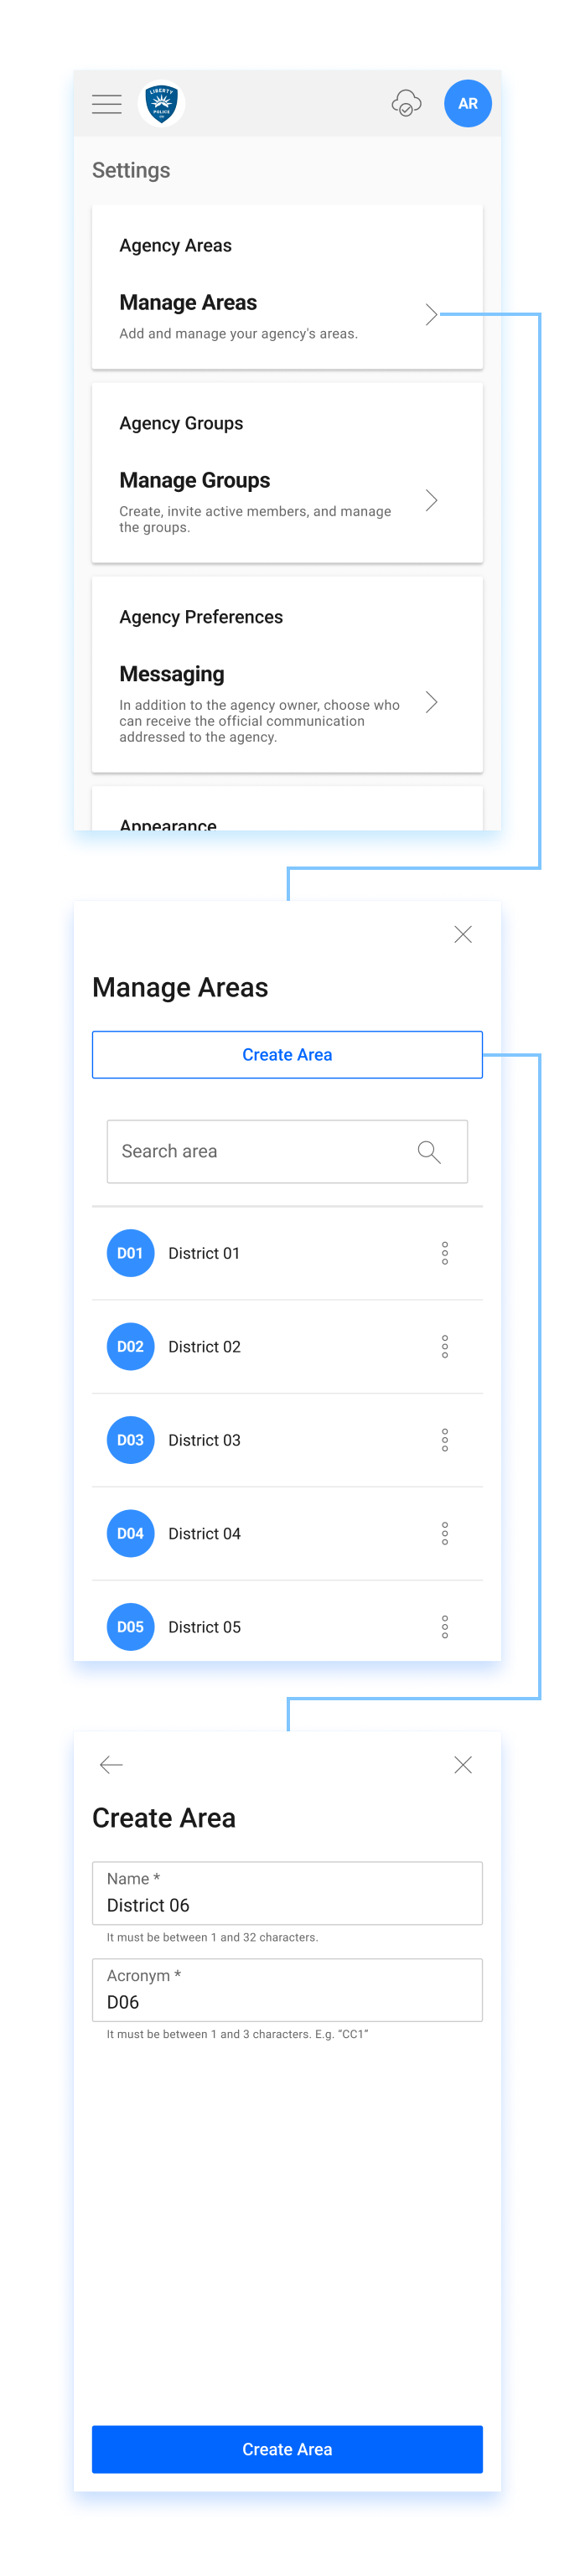 LIBERTY
POLICE
AR
Settings
Agency Areas
Manage Areas
Add and manage your agency's areas.
Agency Groups
Manage Groups
Create, invite active members, and manage
the groups.
Agency Preferences
Messaging
In addition to the agency owner, choose who
can receive the official communication
addressed to the agency.
Appearance
Manage Areas
Create Area
Search area
D01 District 01
D02 District 02
D03 District 03
D04 District 04
D05 District 05
Create Area
Name *
District 06
It must be between 1 and 32 characters.
Acronym *
D06
It must be between 1 and 3 characters. E.g. “CC1”
Create Area